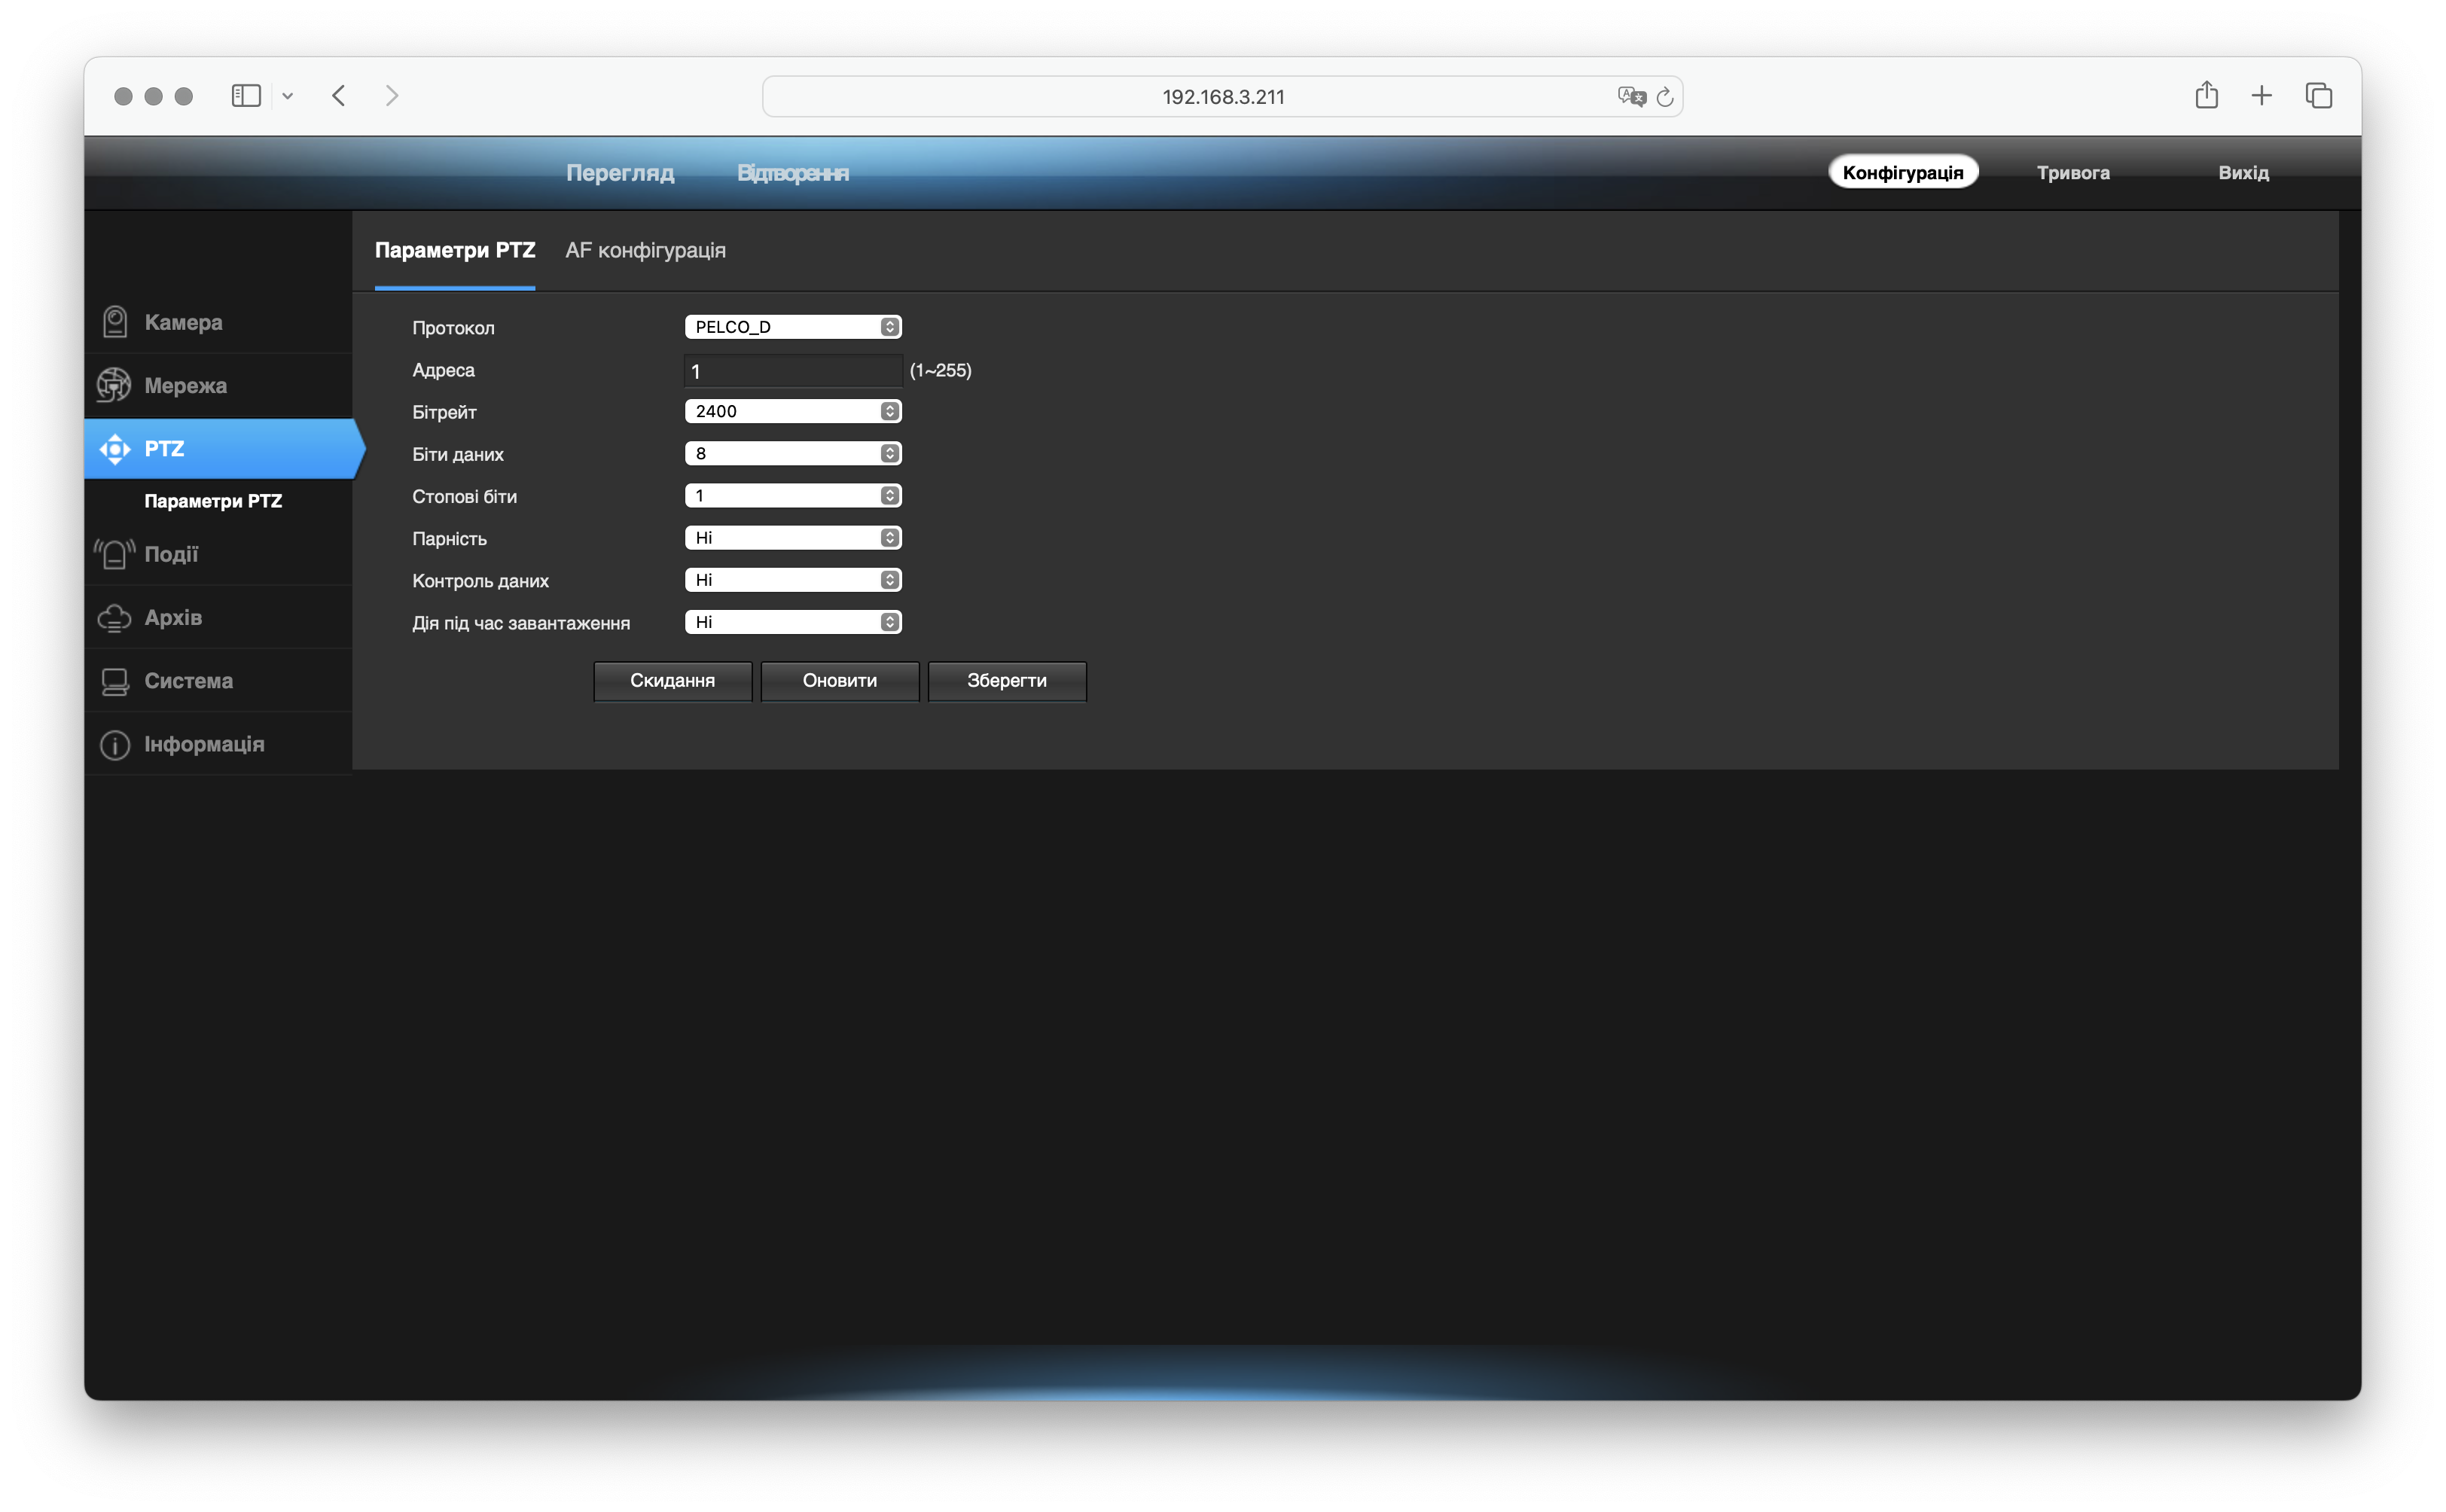 192.168.3.211
Перегляд Відтворення Конфігурація Тривога Вихід
Параметри PTZ AF конфігурація
Камера
Мережа
PTZ
Параметри PTZ
Події
Архів
Система
Інформація
Протокол PELCO_D
Адреса 1 (1~255)
Бітрейт 2400
Біти даних 8
Стопові біти 1
Парність Ні
Контроль даних Ні
Дія під час завантаження Ні
Скидання Оновити Зберегти